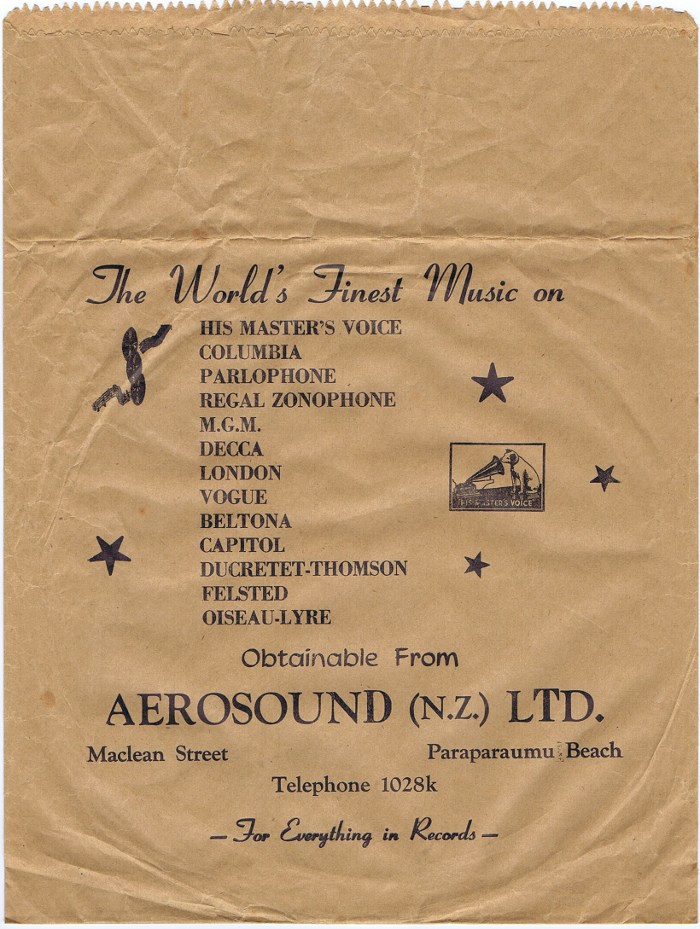 The World's Finest Music on
HIS MASTER'S VOICE
COLUMBIA
PARLOPHONE
REGAL ZONOPHONE
M.G.M.
DECCA
LONDON
VOGUE
BELTONA
CAPITOL
DUCRETET-THOMSON
FELSTED
OISEAU-LYRE
"HIS MASTER'S VOICE"
Obtainable From
AEROSOUND (N.Z.) LTD.
Maclean Street Paraparaumu Beach
Telephone 1028k
— For Everything in Records —